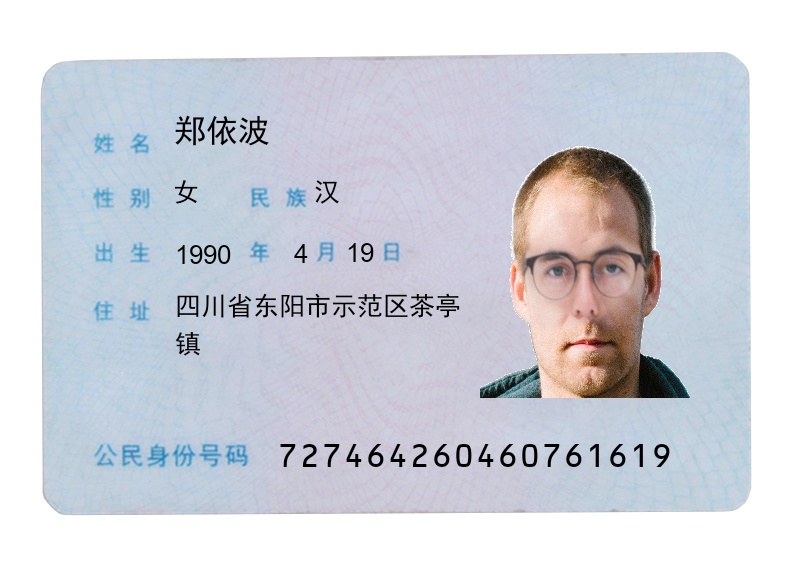 姓名 郑依波
性别 女 民族 汉
出生 1990 年 4 月 19 日
住址 四川省东阳市示范区茶亭
镇
公民身份号码 727464260460761619